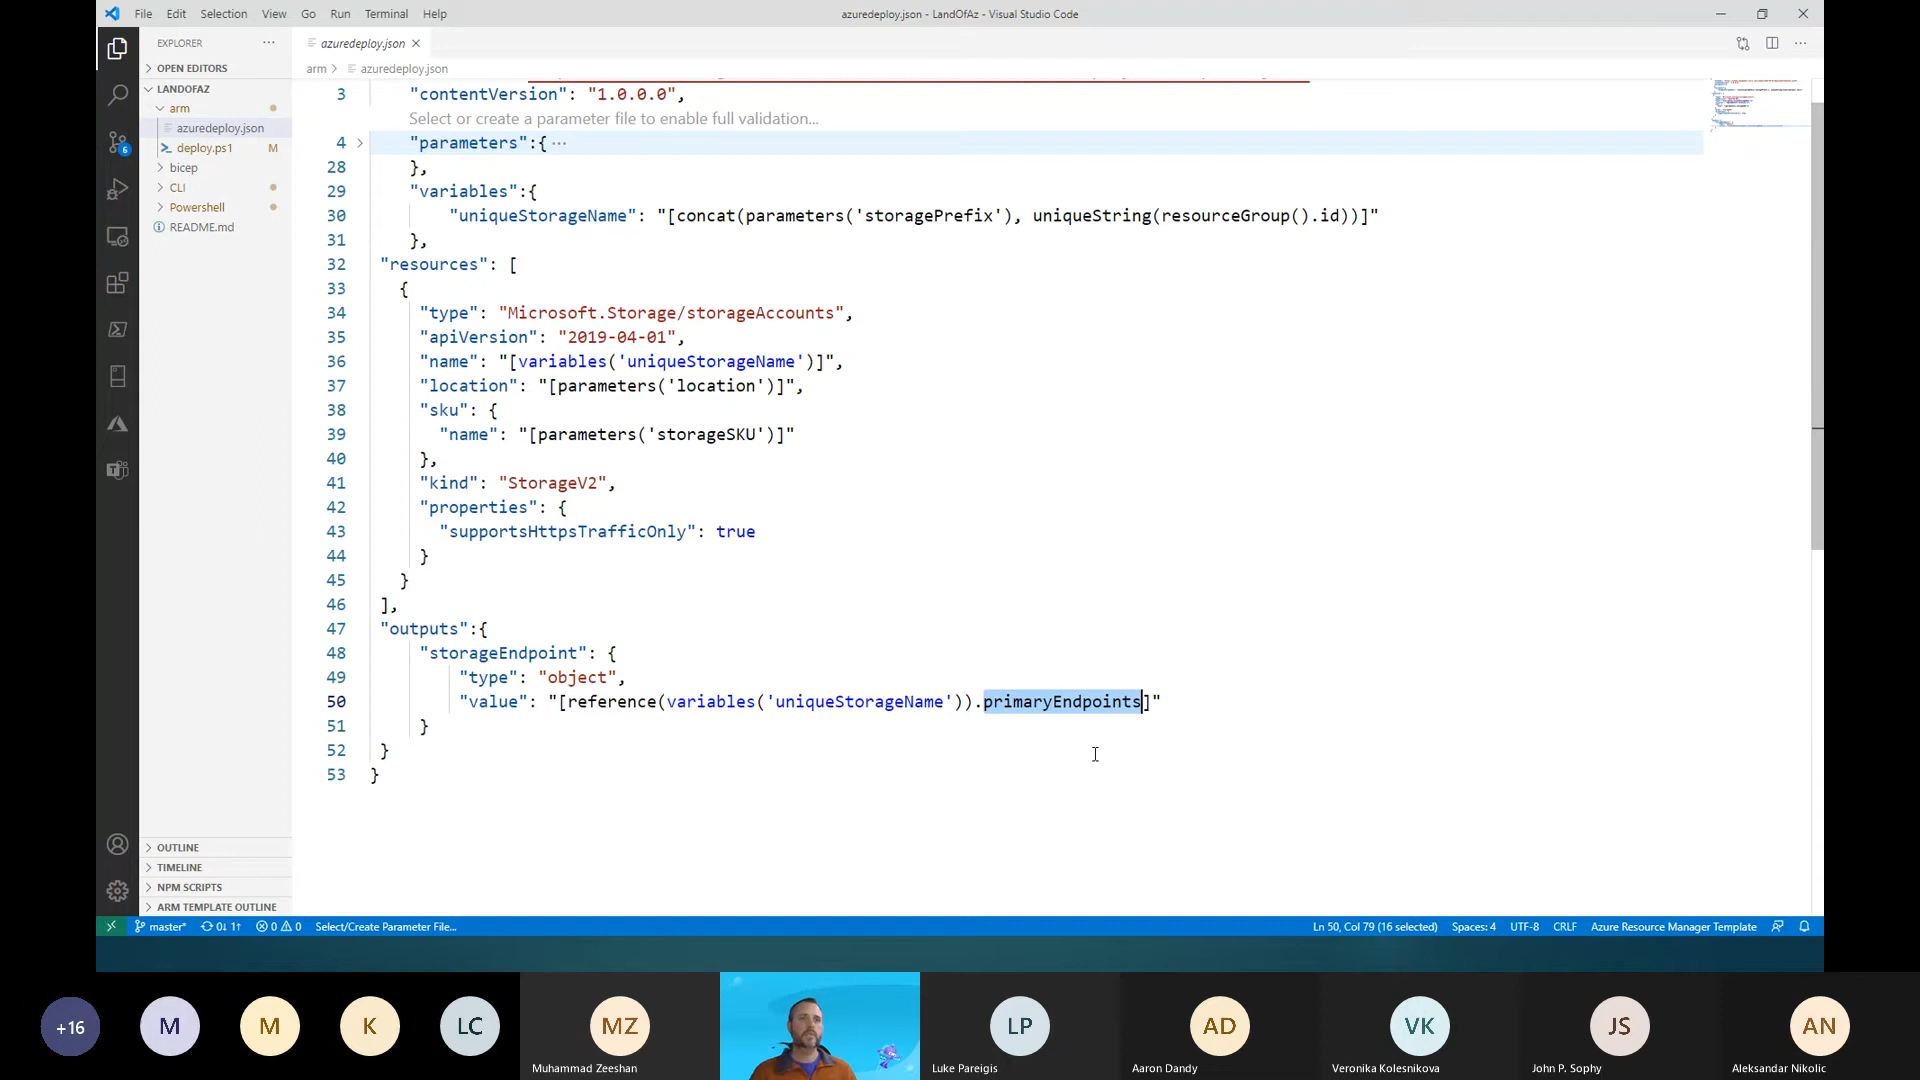 File Edit Selection View Go Run Terminal Help
azuredeploy.json - LandOfAz - Visual Studio Code
EXPLORER
azuredeploy.json
OPEN EDITORS
arm > azuredeploy.json
LANDOFAZ
arm
azuredeploy.json
deploy.ps1 M
bicep
CLI
Powershell
README.md
6
3 "contentVersion": "1.0.0.0",
Select or create a parameter file to enable full validation...
4 "parameters":{ ...
28 },
29 "variables":{
30 "uniqueStorageName": "[concat(parameters('storagePrefix'), uniqueString(resourceGroup().id))]"
31 },
32 "resources": [
33 {
34 "type": "Microsoft.Storage/storageAccounts",
35 "apiVersion": "2019-04-01",
36 "name": "[variables('uniqueStorageName')]",
37 "location": "[parameters('location')]",
38 "sku": {
39 "name": "[parameters('storageSKU')]"
40 },
41 "kind": "StorageV2",
42 "properties": {
43 "supportsHttpsTrafficOnly": true
44 }
45 }
46 ],
47 "outputs":{
48 "storageEndpoint": {
49 "type": "object",
50 "value": "[reference(variables('uniqueStorageName')).primaryEndpoints]"
51 }
52 }
53 }
OUTLINE
TIMELINE
NPM SCRIPTS
ARM TEMPLATE OUTLINE
master* 0↓ 1↑ 0 0 Select/Create Parameter File... Ln 50, Col 79 (16 selected) Spaces: 4 UTF-8 CRLF Azure Resource Manager Template
+16 M M K LC MZ LP AD VK JS AN
Muhammad Zeeshan Luke Pareigis Aaron Dandy Veronika Kolesnikova John P. Sophy Aleksandar Nikolic